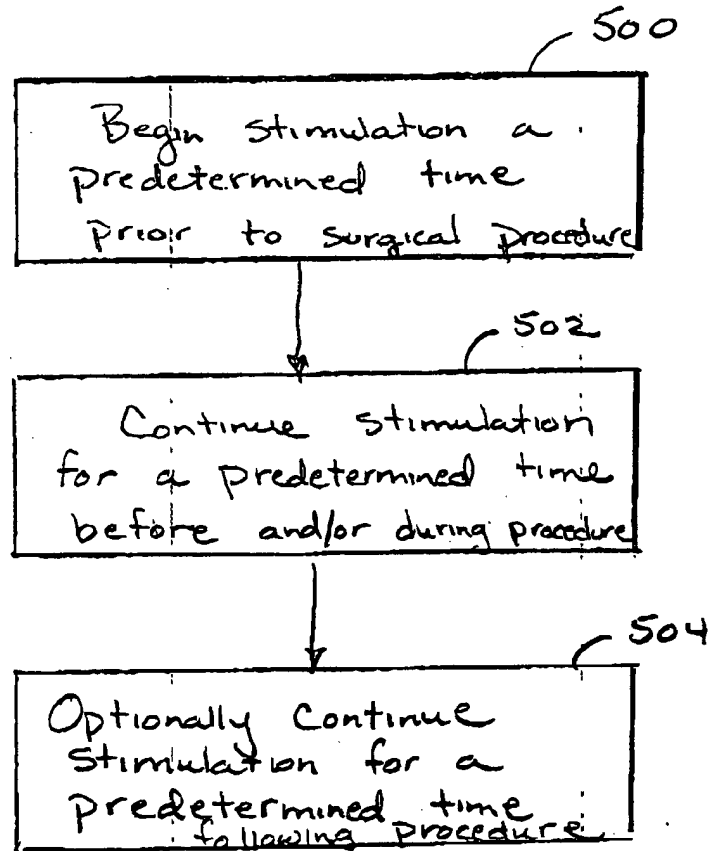 500
Begin stimulation a
predetermined time
prior to surgical procedure
502
Continue stimulation
for a predetermined time
before and/or during procedure
504
Optionally continue
stimulation for a
predetermined time
following procedure